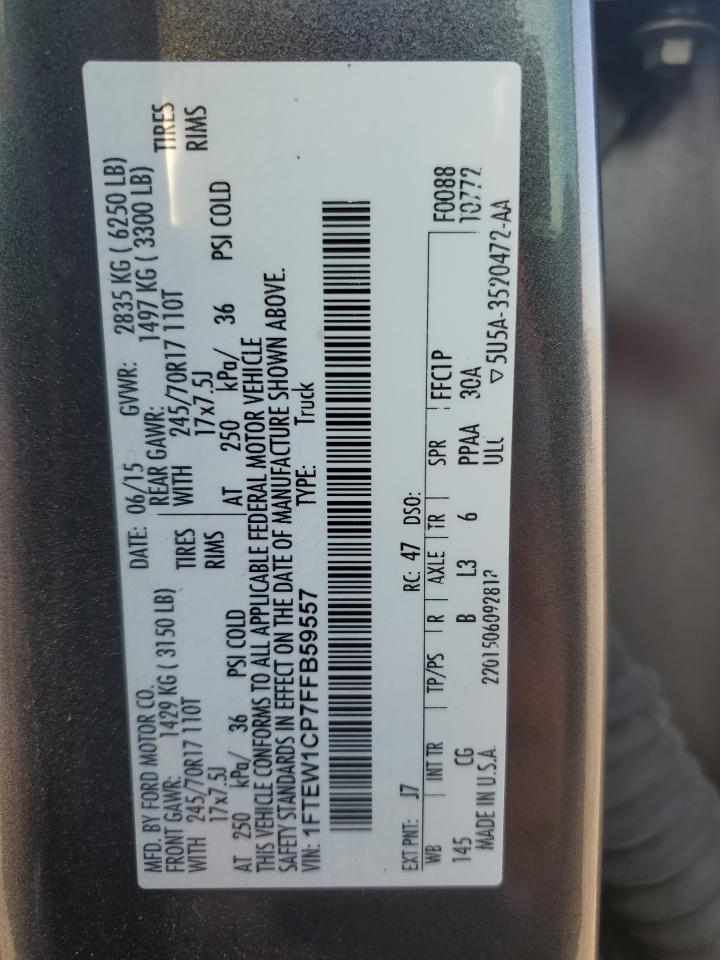 MFD. BY FORD MOTOR CO.
DATE: 06/15 GVWR: 2835 KG ( 6250 LB)
FRONT GAWR: 1429 KG ( 3150 LB) REAR GAWR: 1497 KG ( 3300 LB)
WITH 245/70R17 110T TIRES WITH 245/70R17 110T TIRES
17x7.5J RIMS 17x7.5J RIMS
AT 250 kPa/ 36 PSI COLD AT 250 kPa/ 36 PSI COLD
THIS VEHICLE CONFORMS TO ALL APPLICABLE FEDERAL MOTOR VEHICLE
SAFETY STANDARDS IN EFFECT ON THE DATE OF MANUFACTURE SHOWN ABOVE.
VIN: 1FTEW1CP7FFB59557 TYPE: Truck
EXT PNT: J7 RC: 47 DSO:
WB INT TR TP/PS R AXLE TR SPR FFC1P F0088
145 CG B L3 6 PPAA 30A 10772
ULL
MADE IN U.S.A. 5U5A-3520472-AA